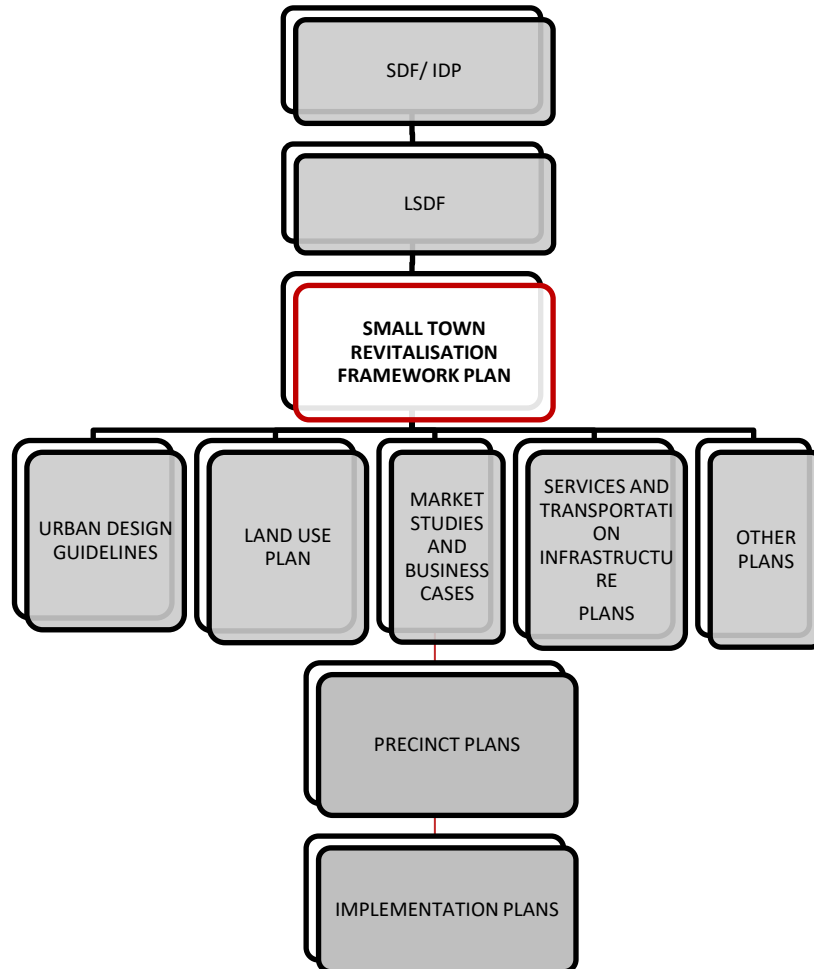 SDF/ IDP
LSDF
SMALL TOWN
REVITALISATION
FRAMEWORK PLAN
URBAN DESIGN
GUIDELINES
LAND USE
PLAN
MARKET
STUDIES
AND
BUSINESS
CASES
SERVICES AND
TRANSPORTATI
ON
INFRASTRUCTU
RE
PLANS
OTHER
PLANS
PRECINCT PLANS
IMPLEMENTATION PLANS